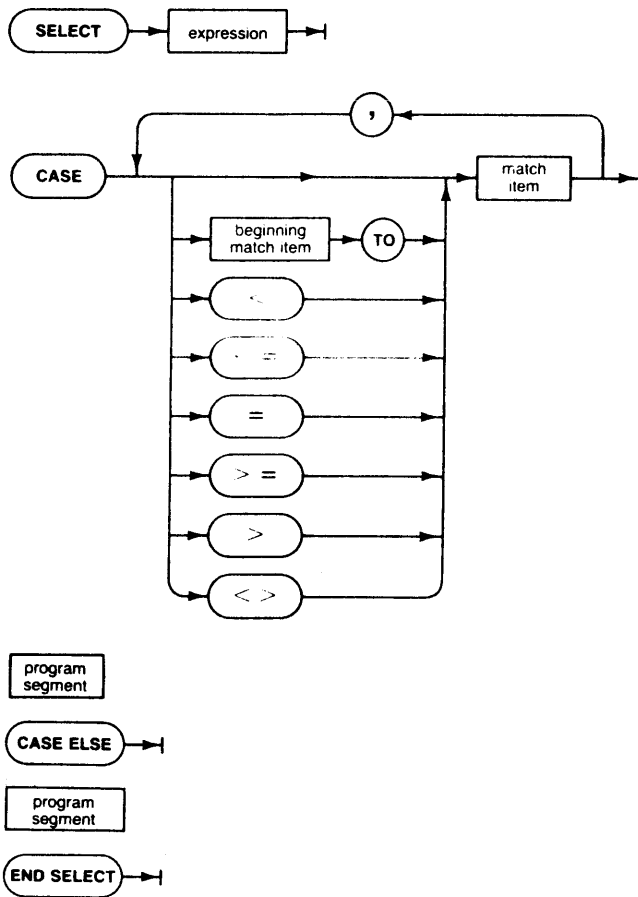 SELECT expression
,
CASE match
item
beginning
match item TO
<
< =
=
> =
>
< >
program
segment
CASE ELSE
program
segment
END SELECT